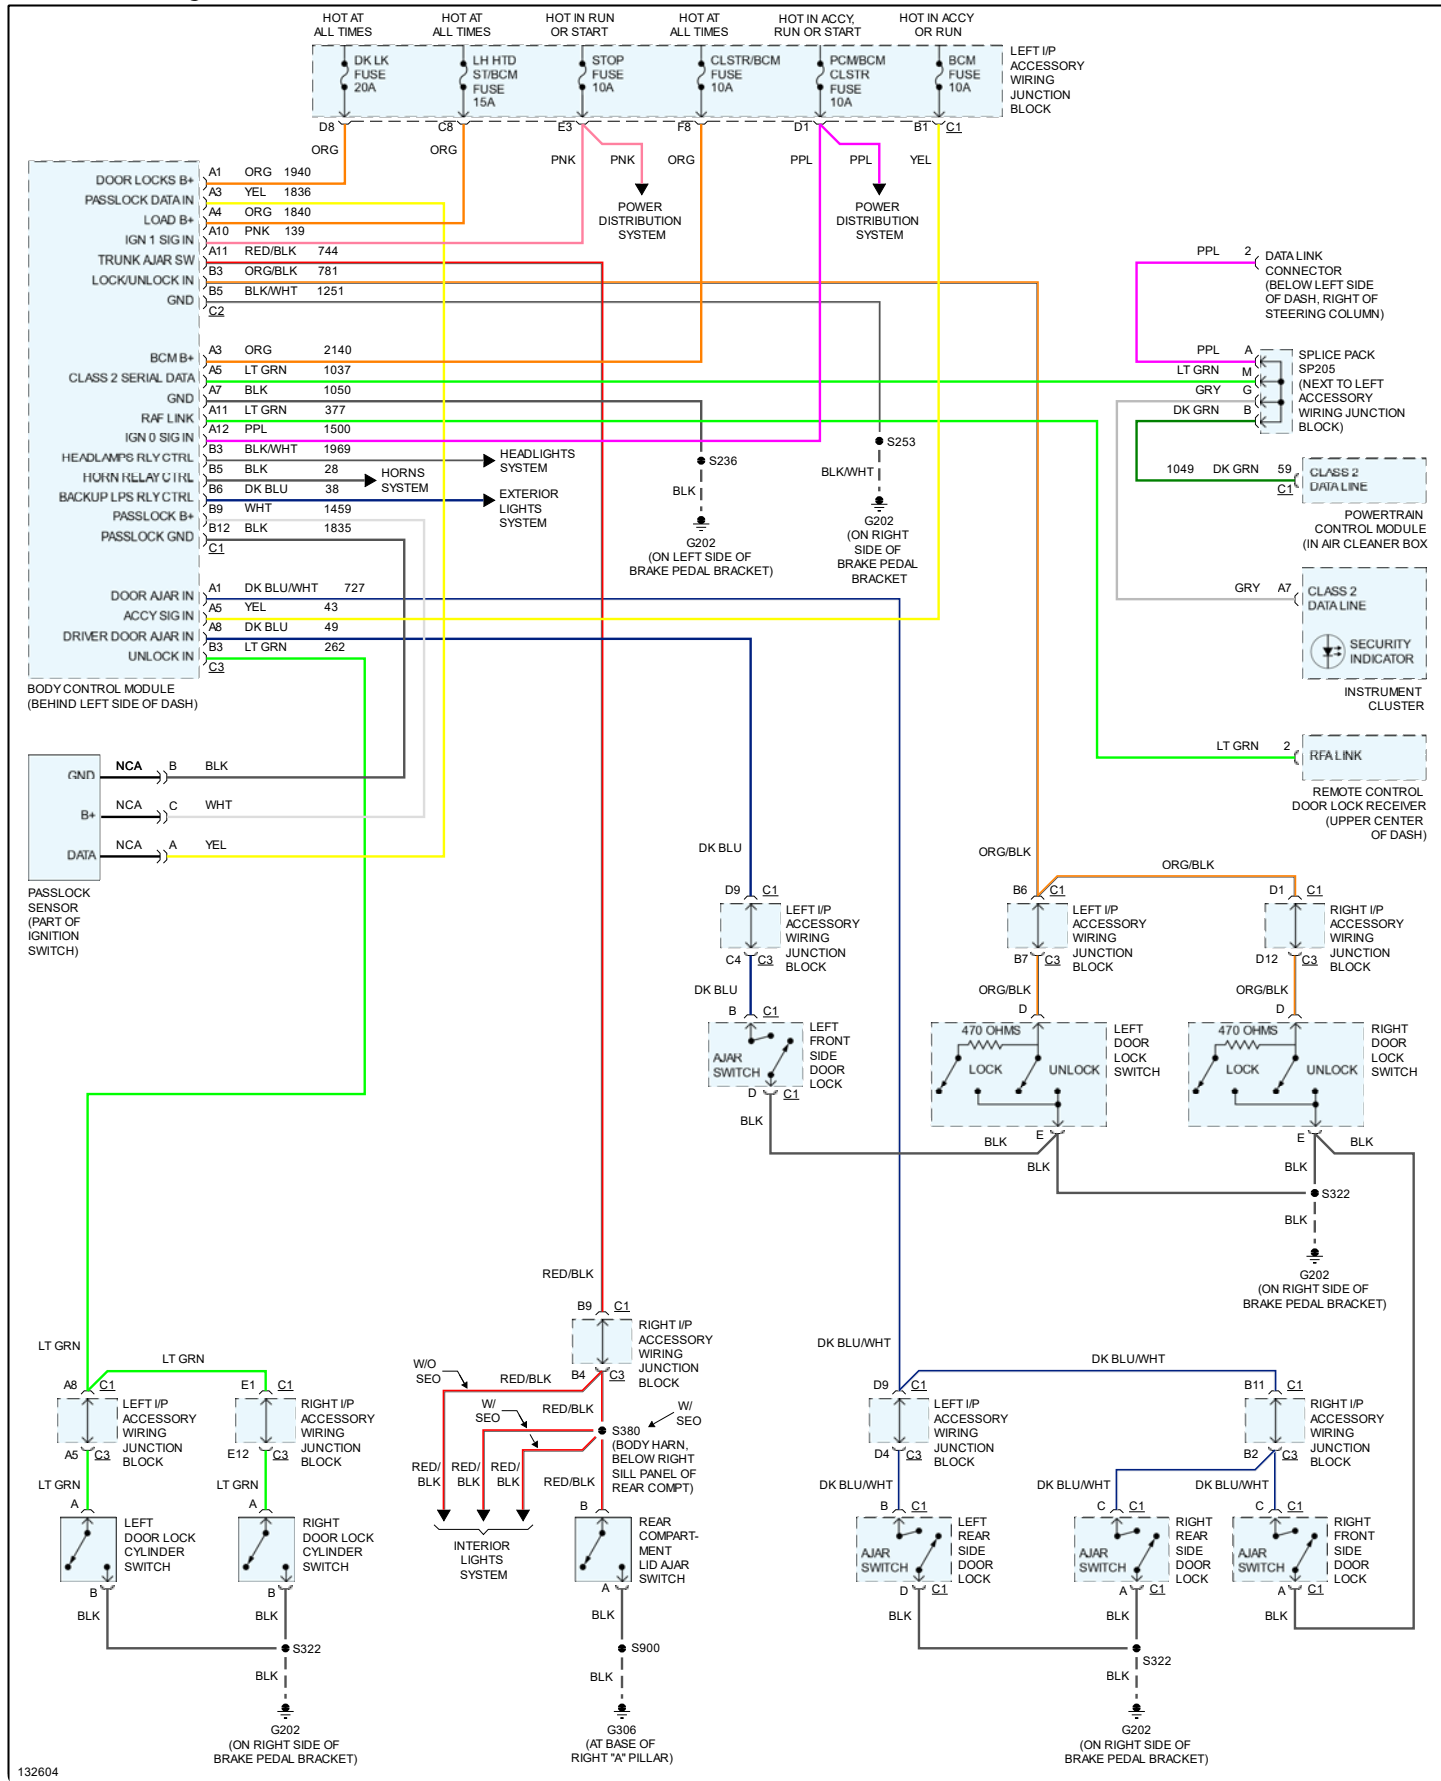 HOT AT
ALL TIMES
HOT AT
ALL TIMES
HOT IN RUN
OR START
HOT AT
ALL TIMES
HOT IN ACCY,
RUN OR START
HOT IN ACCY
OR RUN
DK LK
FUSE
20A
LH HTD
ST/BCM
FUSE
15A
STOP
FUSE
10A
CLSTR/BCM
FUSE
10A
PCM/BCM
CLSTR
FUSE
10A
BCM
FUSE
10A
LEFT I/P
ACCESSORY
WIRING
JUNCTION
BLOCK
D8
C8
E3
F8
D1
B1 C1
ORG
ORG
PNK
PNK
ORG
PPL
PPL
YEL
POWER
DISTRIBUTION
SYSTEM
POWER
DISTRIBUTION
SYSTEM
DOOR LOCKS B+ A1 ORG 1940
PASSLOCK DATA IN A3 YEL 1836
LOAD B+ A4 ORG 1840
IGN 1 SIG IN A10 PNK 139
TRUNK AJAR SW A11 RED/BLK 744
LOCK/UNLOCK IN B3 ORG/BLK 781
GND B5 BLK/WHT 1251
C2
BCM B+ A3 ORG 2140
CLASS 2 SERIAL DATA A5 LT GRN 1037
GND A7 BLK 1050
RAF LINK A11 LT GRN 377
IGN 0 SIG IN A12 PPL 1500
HEADLAMPS RLY CTRL B3 BLK/WHT 1969
HORN RELAY CTRL B5 BLK 28
BACKUP LPS RLY CTRL B6 DK BLU 38
PASSLOCK B+ B9 WHT 1459
PASSLOCK GND B12 BLK 1835
C1
DOOR AJAR IN A1 DK BLU/WHT 727
ACCY SIG IN A5 YEL 43
DRIVER DOOR AJAR IN A8 DK BLU 49
UNLOCK IN B3 LT GRN 262
C3
BODY CONTROL MODULE
(BEHIND LEFT SIDE OF DASH)
HEADLIGHTS
SYSTEM
HORNS
SYSTEM
EXTERIOR
LIGHTS
SYSTEM
S236
BLK
G202
(ON LEFT SIDE OF
BRAKE PEDAL BRACKET)
S253
BLK/WHT
G202
(ON RIGHT
SIDE OF
BRAKE PEDAL
BRACKET
PPL 2 DATA LINK
CONNECTOR
(BELOW LEFT SIDE
OF DASH, RIGHT OF
STEERING COLUMN)
PPL A
LT GRN M
GRY G
DK GRN B
SPLICE PACK
SP205
(NEXT TO LEFT
ACCESSORY
WIRING JUNCTION
BLOCK)
1049 DK GRN 59
C1
CLASS 2
DATA LINE
POWERTRAIN
CONTROL MODULE
(IN AIR CLEANER BOX
GRY A7 CLASS 2
DATA LINE
SECURITY
INDICATOR
INSTRUMENT
CLUSTER
LT GRN 2 RFA LINK
REMOTE CONTROL
DOOR LOCK RECEIVER
(UPPER CENTER
OF DASH)
GND NCA B BLK
B+ NCA C WHT
DATA NCA A YEL
PASSLOCK
SENSOR
(PART OF
IGNITION
SWITCH)
DK BLU
D9 C1
LEFT I/P
ACCESSORY
WIRING
JUNCTION
BLOCK
C4 C3
DK BLU
B C1
AJAR
SWITCH
LEFT
FRONT
SIDE
DOOR
LOCK
D C1
BLK
ORG/BLK
ORG/BLK
B6 C1
LEFT I/P
ACCESSORY
WIRING
JUNCTION
BLOCK
B7 C3
ORG/BLK
D
470 OHMS
LOCK
UNLOCK
LEFT
DOOR
LOCK
SWITCH
E
BLK
BLK
D1 C1
RIGHT I/P
ACCESSORY
WIRING
JUNCTION
BLOCK
D12 C3
ORG/BLK
D
470 OHMS
LOCK
UNLOCK
RIGHT
DOOR
LOCK
SWITCH
E
BLK
BLK
S322
BLK
G202
(ON RIGHT SIDE OF
BRAKE PEDAL BRACKET)
LT GRN
LT GRN
A8 C1
LEFT I/P
ACCESSORY
WIRING
JUNCTION
BLOCK
A5 C3
LT GRN
A
LEFT
DOOR LOCK
CYLINDER
SWITCH
B
BLK
E1 C1
RIGHT I/P
ACCESSORY
WIRING
JUNCTION
BLOCK
E12 C3
LT GRN
A
RIGHT
DOOR LOCK
CYLINDER
SWITCH
B
BLK
S322
BLK
G202
(ON RIGHT SIDE OF
BRAKE PEDAL BRACKET)
RED/BLK
B9 C1
RIGHT I/P
ACCESSORY
WIRING
JUNCTION
BLOCK
B4 C3
W/O
SEO
RED/BLK
RED/BLK
W/
SEO
W/
SEO
S380
(BODY HARN,
BELOW RIGHT
SILL PANEL OF
REAR COMPT)
RED/
BLK
RED/
BLK
RED/
BLK
RED/BLK
INTERIOR
LIGHTS
SYSTEM
B
REAR
COMPART-
MENT
LID AJAR
SWITCH
A
BLK
S900
BLK
G306
(AT BASE OF
RIGHT "A" PILLAR)
DK BLU/WHT
DK BLU/WHT
D9 C1
LEFT I/P
ACCESSORY
WIRING
JUNCTION
BLOCK
D4 C3
DK BLU/WHT
B C1
AJAR
SWITCH
LEFT
REAR
SIDE
DOOR
LOCK
D C1
BLK
B11 C1
RIGHT I/P
ACCESSORY
WIRING
JUNCTION
BLOCK
B2 C3
DK BLU/WHT
DK BLU/WHT
C C1
AJAR
SWITCH
RIGHT
REAR
SIDE
DOOR
LOCK
A C1
BLK
C C1
AJAR
SWITCH
RIGHT
FRONT
SIDE
DOOR
LOCK
A C1
BLK
S322
BLK
G202
(ON RIGHT SIDE OF
BRAKE PEDAL BRACKET)
132604